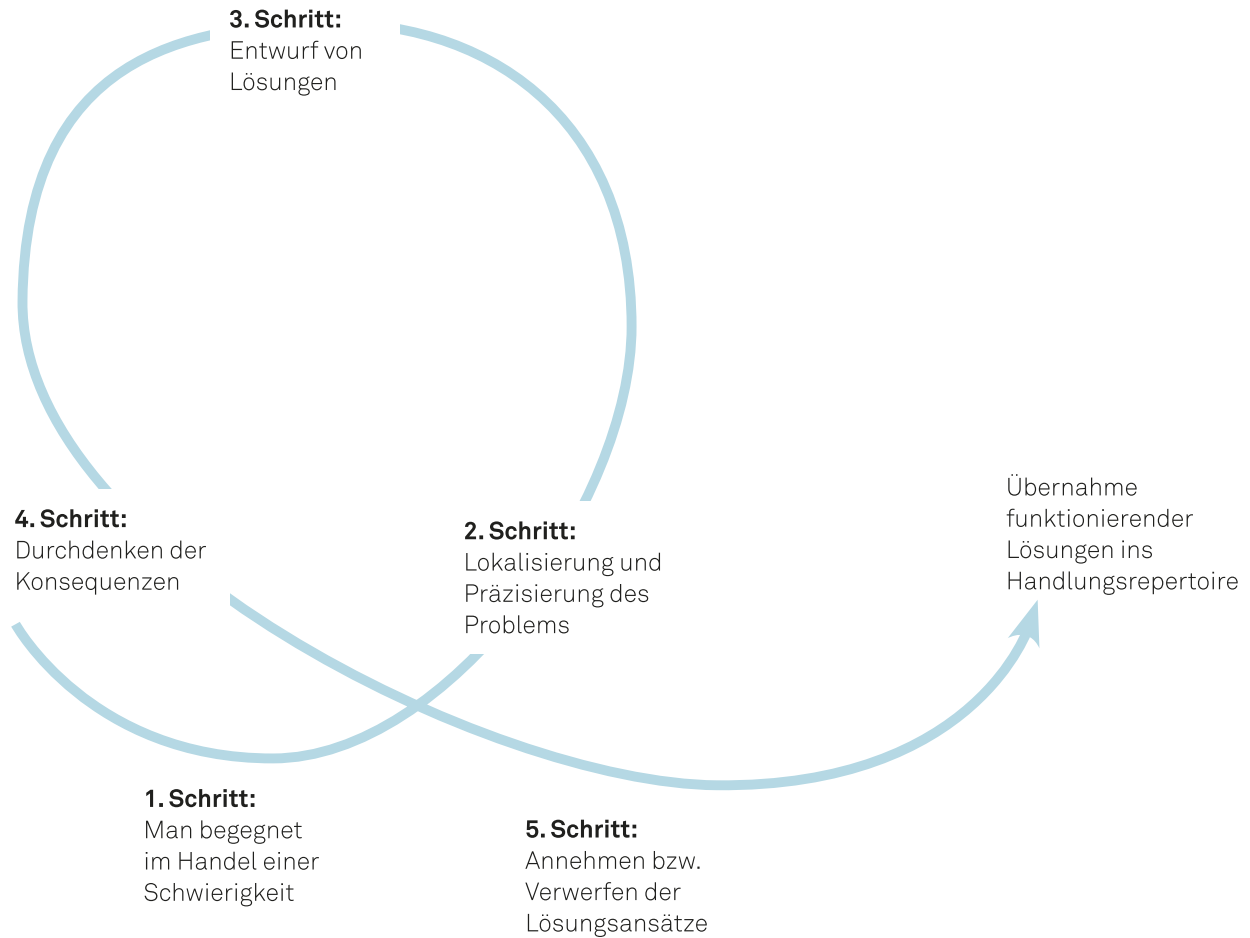 3. Schritt:
Entwurf von
Lösungen
Übernahme
funktionierender
Lösungen ins
Handlungsrepertoire
4. Schritt:
Durchdenken der
Konsequenzen
2. Schritt:
Lokalisierung und
Präzisierung des
Problems
1. Schritt:
Man begegnet
im Handel einer
Schwierigkeit
5. Schritt:
Annehmen bzw.
Verwerfen der
Lösungsansätze